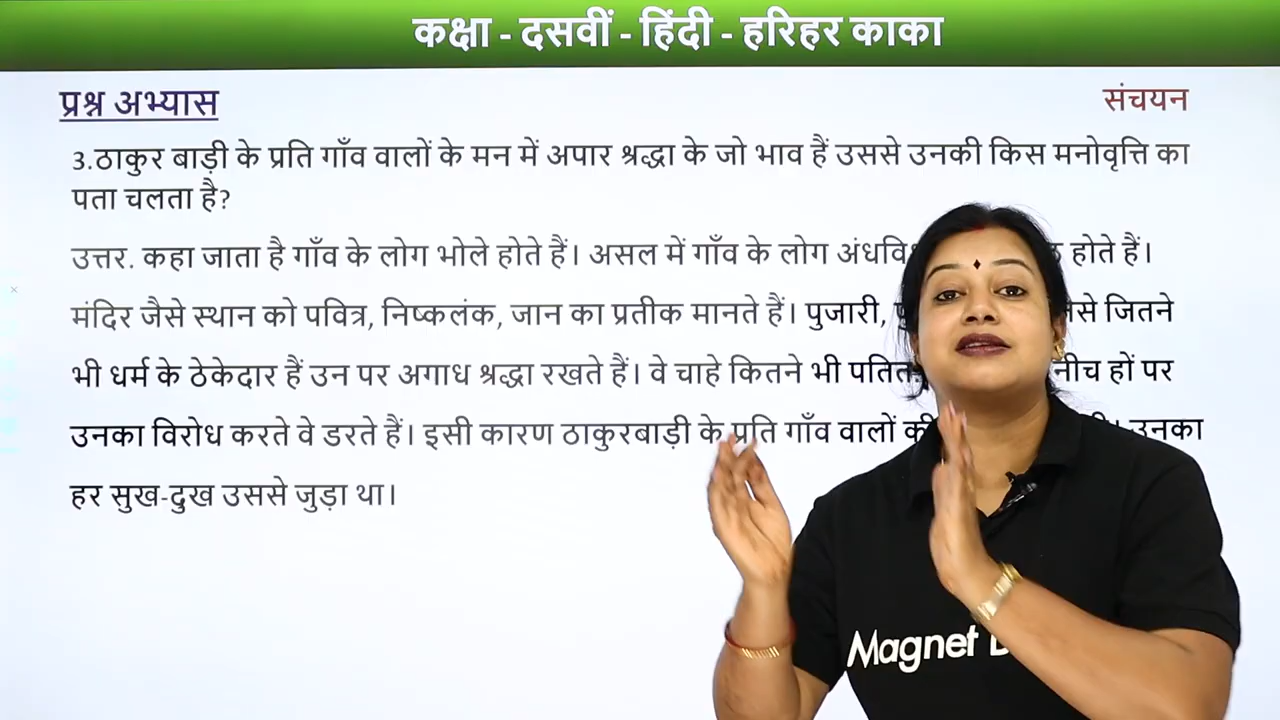 कक्षा - दसवीं - हिंदी - हरिहर काका
प्रश्न अभ्यास
संचयन
3.ठाकुर बाड़ी के प्रति गाँव वालों के मन में अपार श्रद्धा के जो भाव हैं उससे उनकी किस मनोवृत्ति का
पता चलता है?
उत्तर. कहा जाता है गाँव के लोग भोले होते हैं। असल में गाँव के लोग होते हैं।
मंदिर जैसे स्थान को पवित्र, निष्कलंक, जान का प्रतीक मानते हैं। पुजारी, जितने
भी धर्म के ठेकेदार हैं उन पर अगाध श्रद्धा रखते हैं। वे चाहे कितने भी नीच हों पर
उनका विरोध करते वे डरते हैं। इसी कारण ठाकुरबाड़ी के प्रति गाँव वालों उनका
हर सुख-दुख उससे जुड़ा था।
Magnet